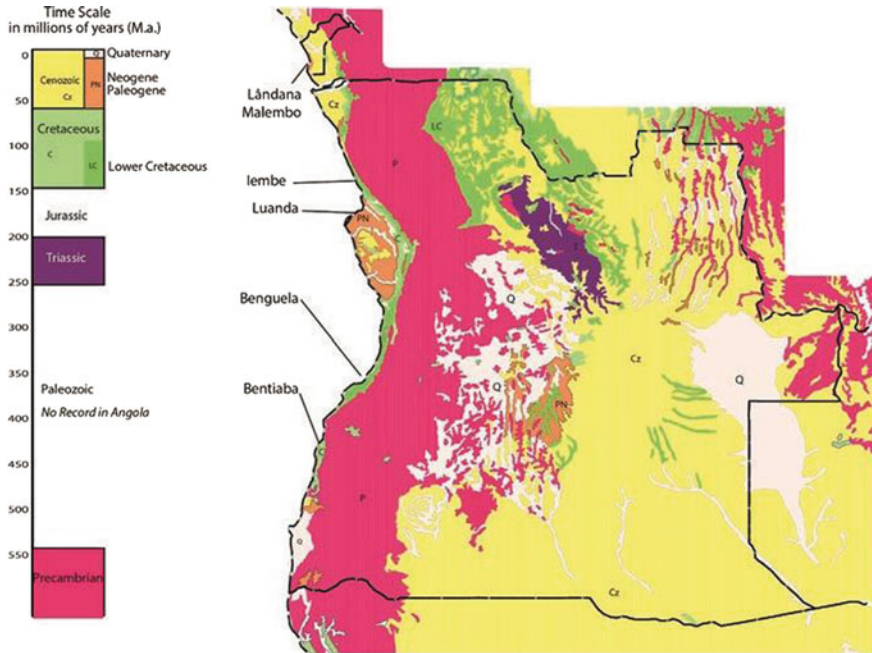 Time Scale
in millions of years (M.a.)
0
50
100
150
200
250
300
350
400
450
500
550
Q
Quaternary
Cenozoic
Cz
PN
Neogene
Paleogene
Cretaceous
C
LC
Lower Cretaceous
Jurassic
Triassic
Paleozoic
No Record in Angola
Precambrian
Lândana
Malembo
Iembe
Luanda
Benguela
Bentiaba
Cz
LC
P
PN
C
T
Q
Cz
Q
Q
PN
C
P
Q
Cz